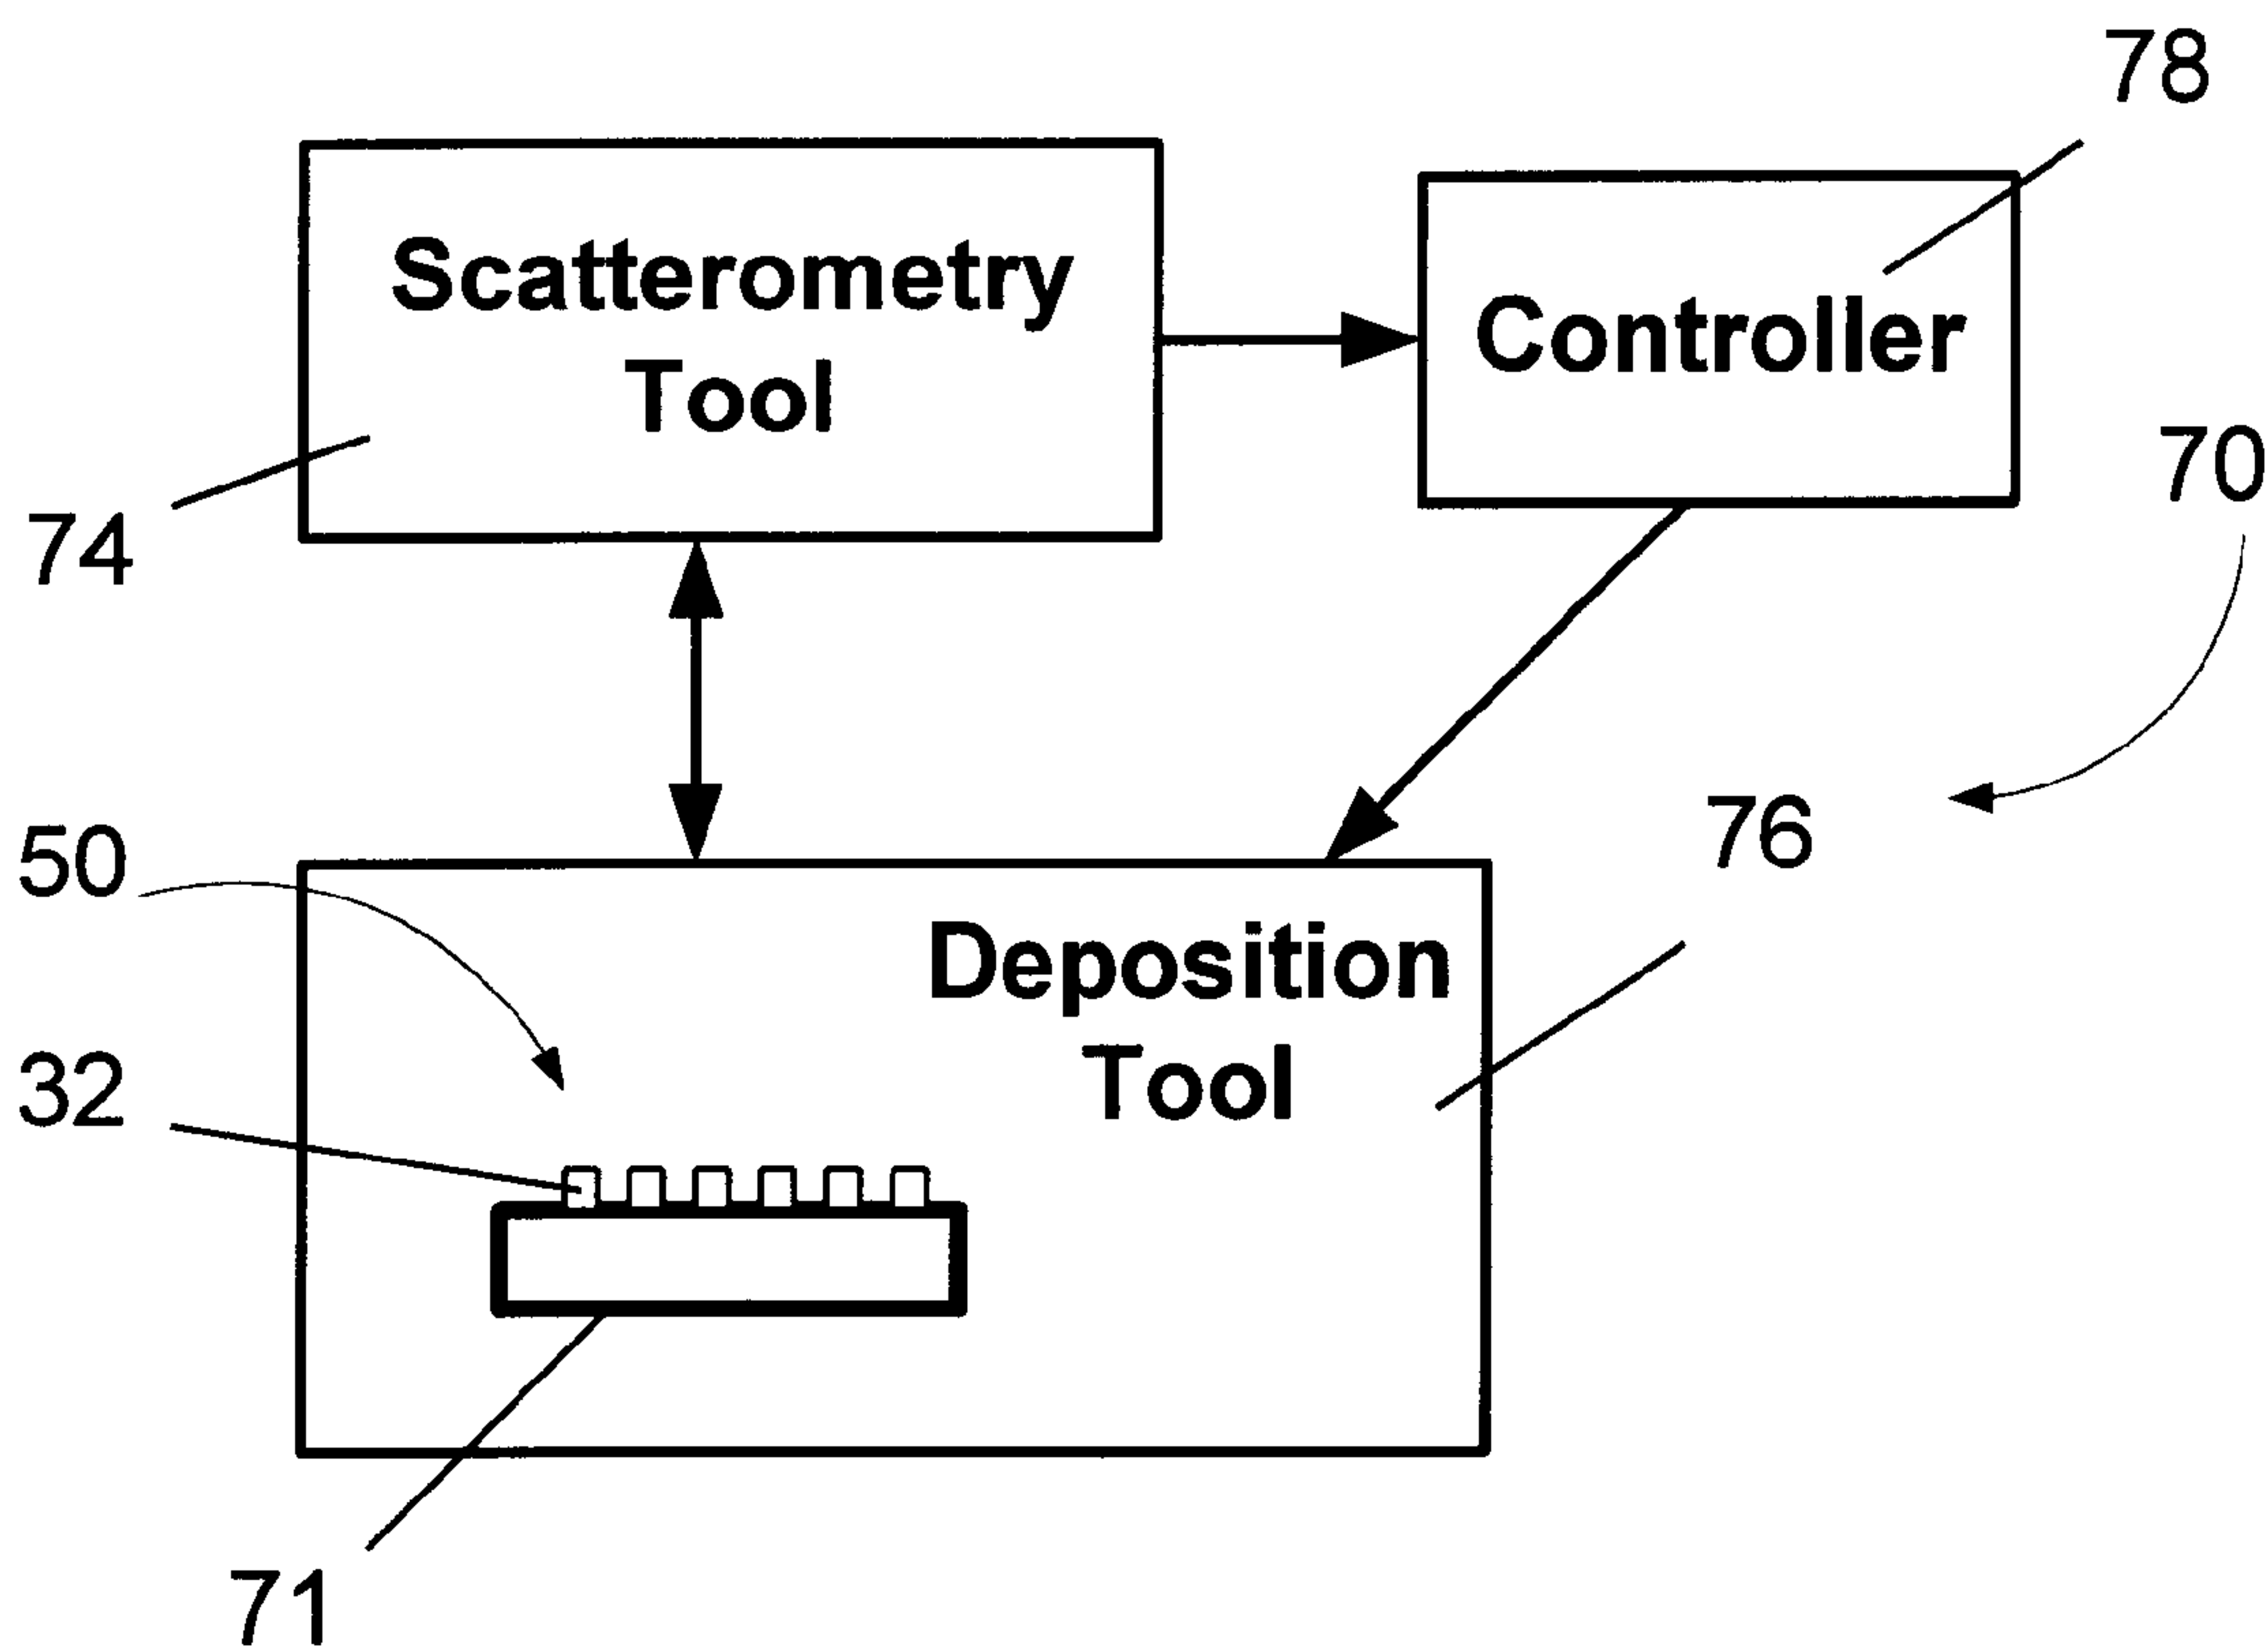 78
Scatterometry
Tool
Controller
70
74
76
50
Deposition
Tool
32
71